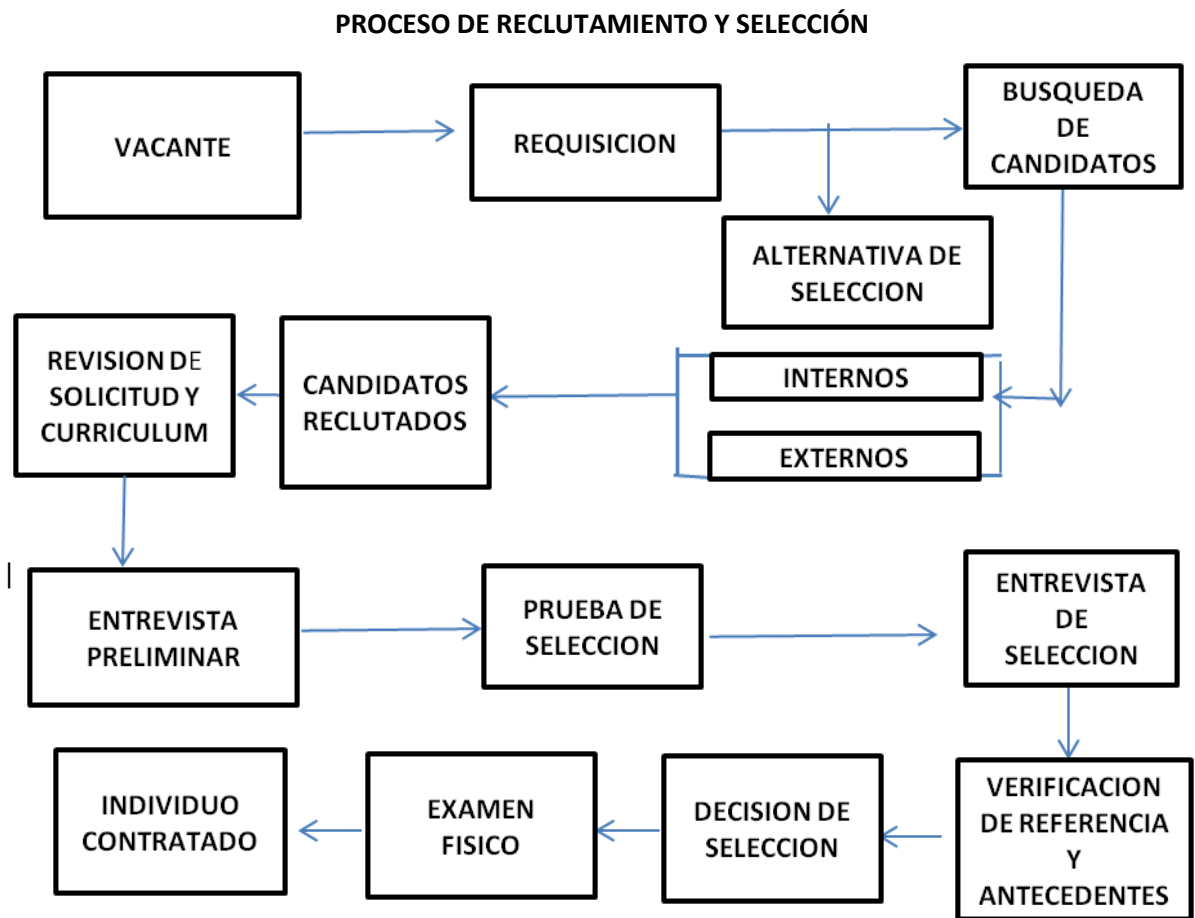 PROCESO DE RECLUTAMIENTO Y SELECCIÓN
VACANTE
REQUISICION
BUSQUEDA
DE
CANDIDATOS
ALTERNATIVA DE
SELECCION
INTERNOS
EXTERNOS
CANDIDATOS
RECLUTADOS
REVISION DE
SOLICITUD Y
CURRICULUM
ENTREVISTA
PRELIMINAR
PRUEBA DE
SELECCION
ENTREVISTA
DE
SELECCION
VERIFICACION
DE REFERENCIA
Y
ANTECEDENTES
DECISION DE
SELECCION
EXAMEN
FISICO
INDIVIDUO
CONTRATADO